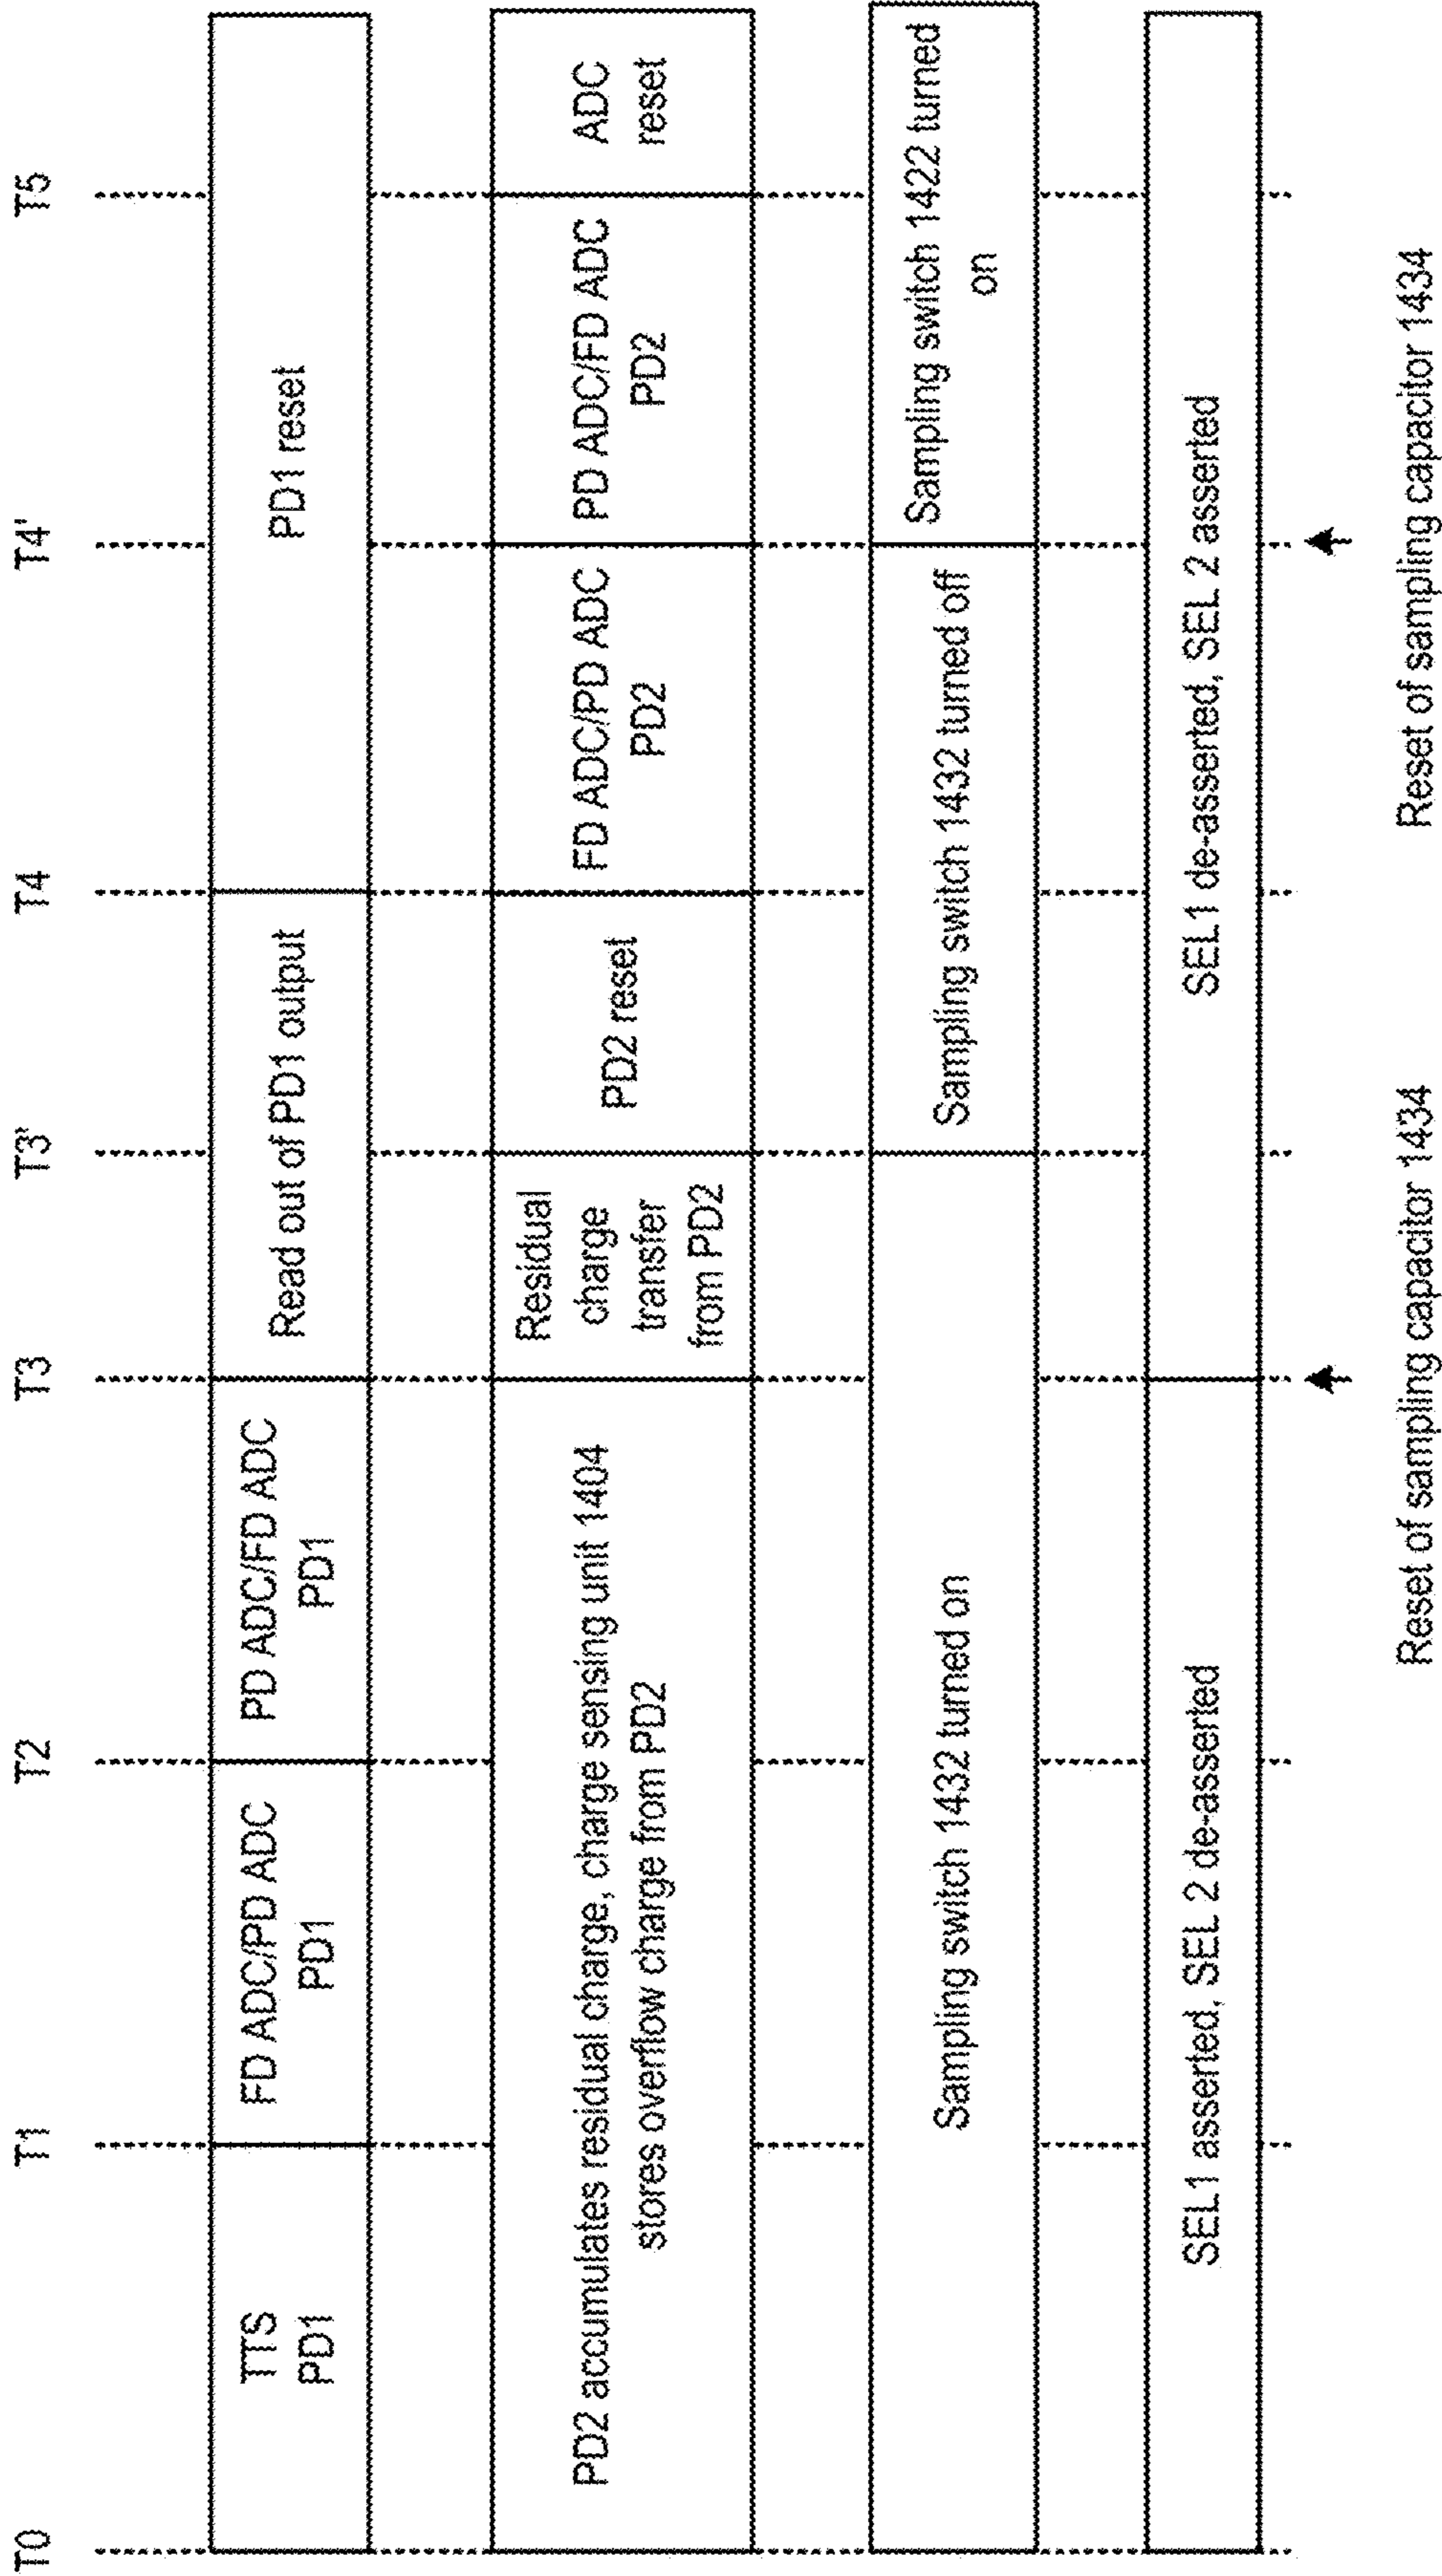 T0
T1
T2
T3
T3'
T4
T4'
T5
TTS
PD1
FD ADC/PD ADC
PD1
PD ADC/FD ADC
PD1
Read out of PD1 output
PD1 reset
PD2 accumulates residual charge, charge sensing unit 1404
stores overflow charge from PD2
Residual
charge
transfer
from PD2
PD2 reset
FD ADC/PD ADC
PD2
PD ADC/FD ADC
PD2
ADC
reset
Sampling switch 1432 turned on
Sampling switch 1432 turned off
Sampling switch 1422 turned
on
SEL1 asserted, SEL 2 de-asserted
SEL1 de-asserted, SEL 2 asserted
Reset of sampling capacitor 1434
Reset of sampling capacitor 1434